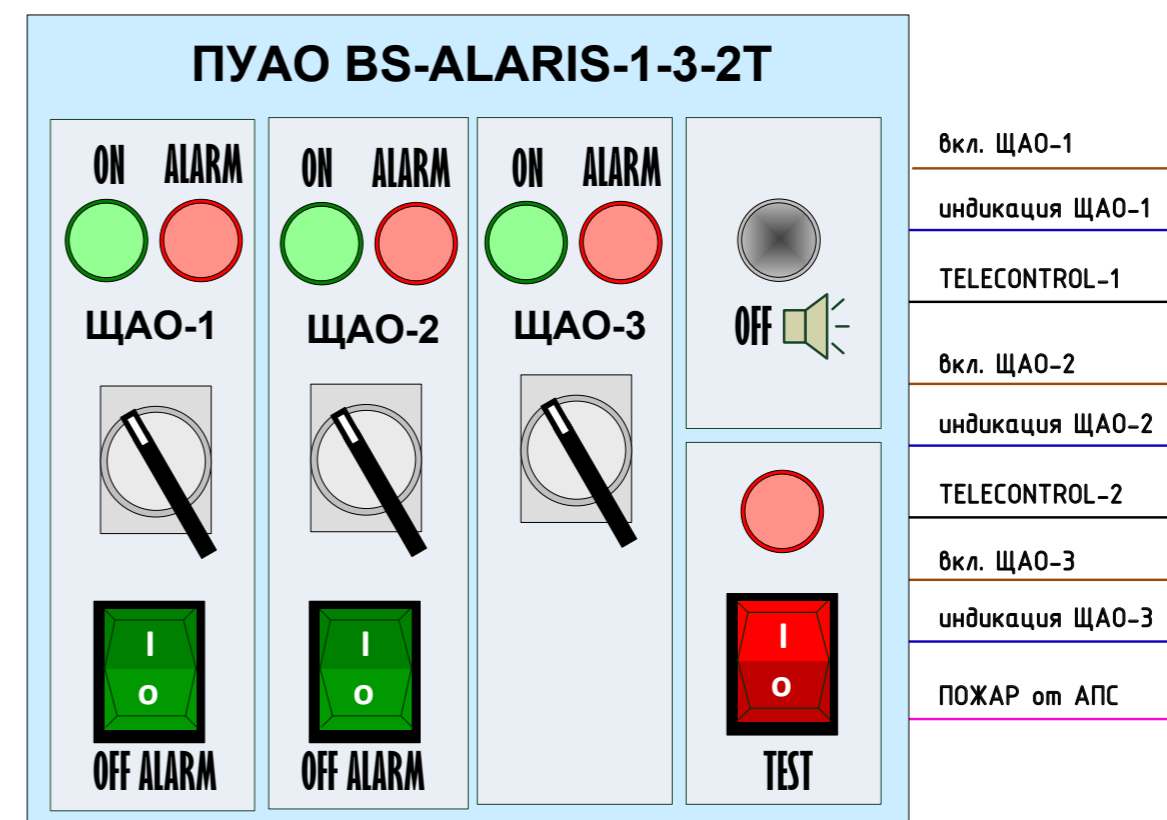 ПУАО BS-ALARIS-1-3-2T
ON ALARM
ЩАО-1
I
O
OFF ALARM
ON ALARM
ЩАО-2
I
O
OFF ALARM
ON ALARM
ЩАО-3
OFF
I
O
TEST
вкл. ЩАО-1
индикация ЩАО-1
TELECONTROL-1
вкл. ЩАО-2
индикация ЩАО-2
TELECONTROL-2
вкл. ЩАО-3
индикация ЩАО-3
ПОЖАР от АПС